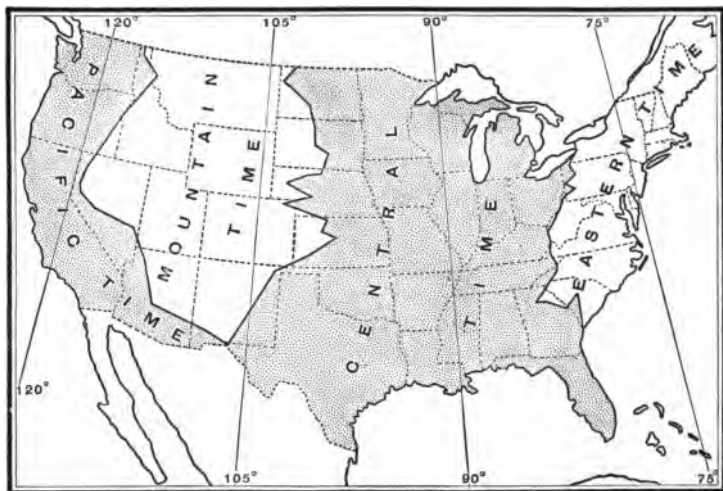 120°
105°
90°
75°
PACIFIC TIME
MOUNTAIN TIME
CENTRAL TIME
EASTERN TIME
120°
105°
90°
75°